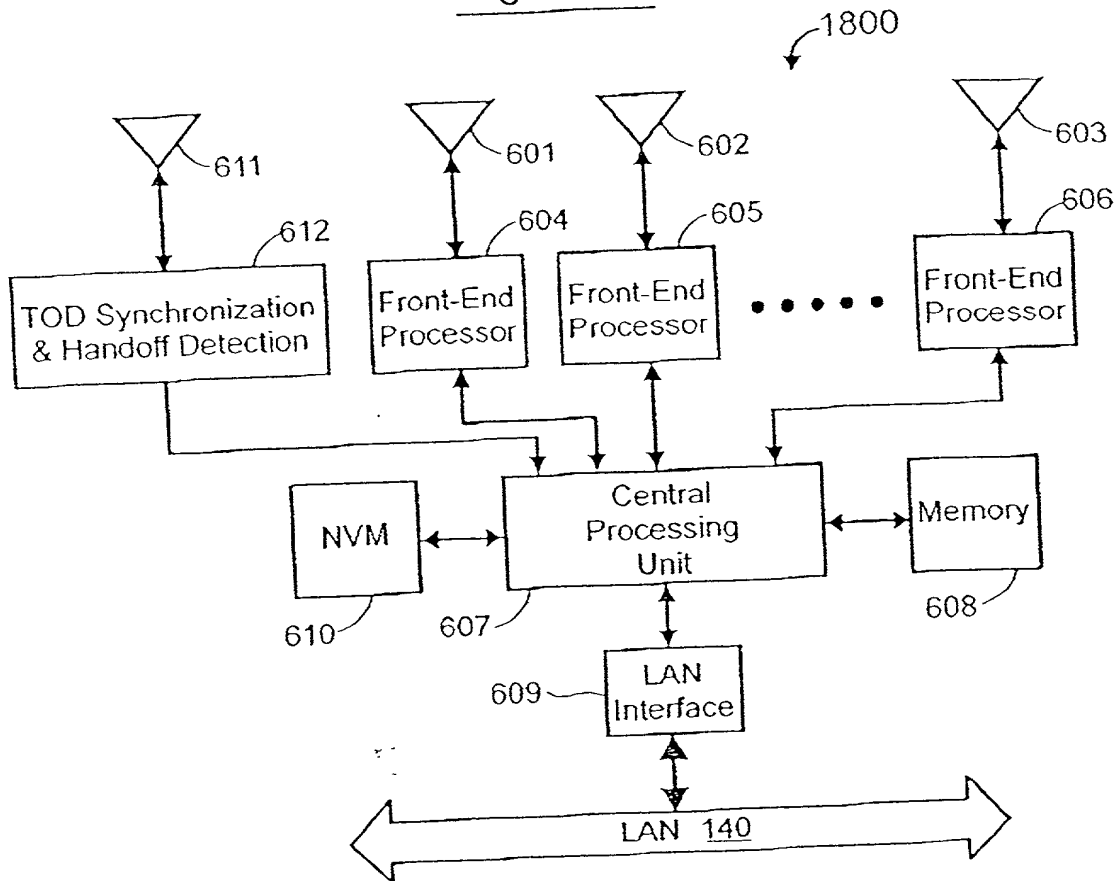 1800
611
601
602
603
612
604
605
606
TOD Synchronization
& Handoff Detection
Front-End
Processor
Front-End
Processor
Front-End
Processor
NVM
Central
Processing
Unit
Memory
610
607
608
609
LAN
Interface
LAN 140